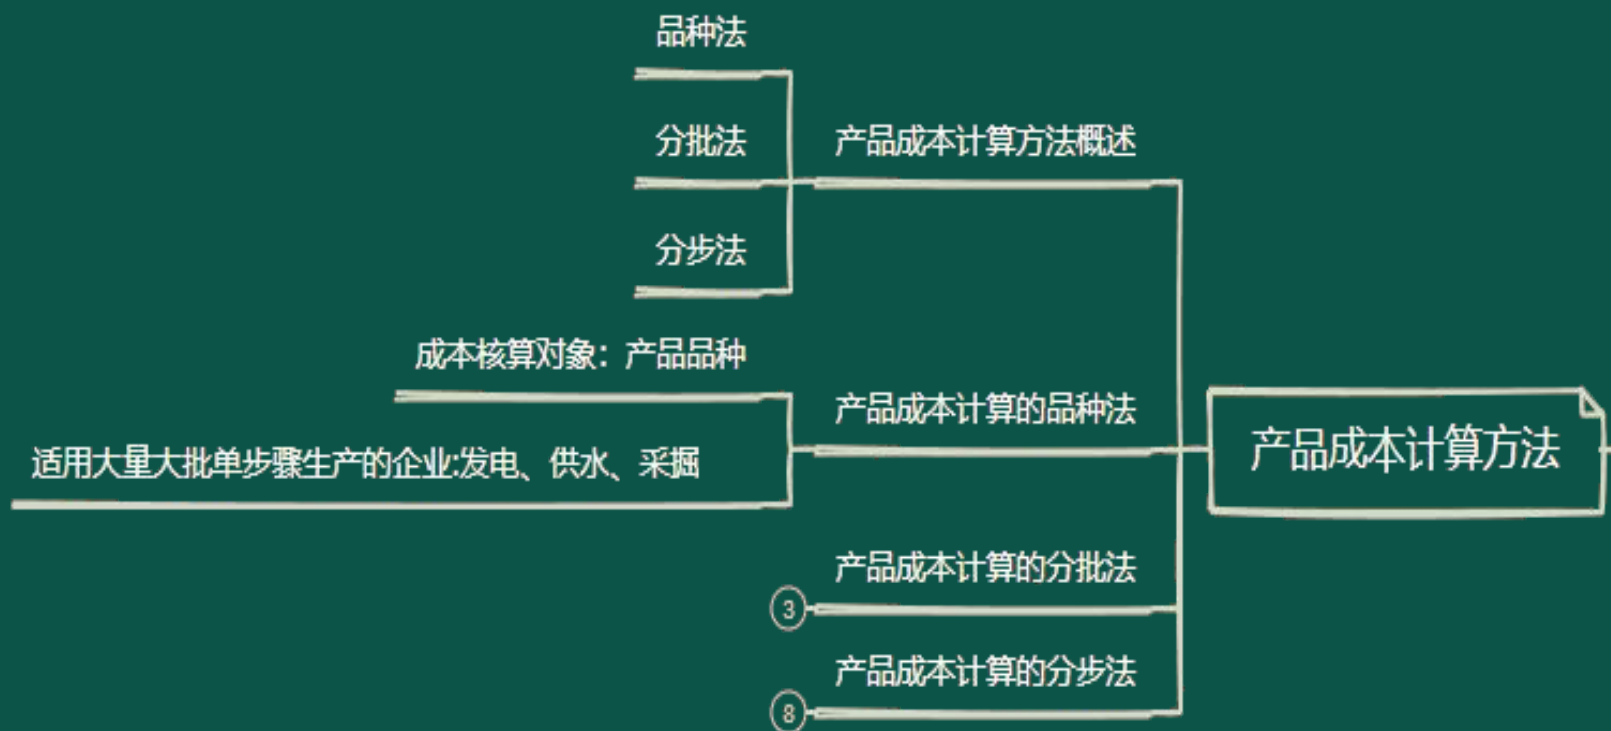 品种法
分批法
产品成本计算方法概述
分步法
成本核算对象：产品品种
产品成本计算的品种法
适用大量大批单步骤生产的企业:发电、供水、采掘
产品成本计算方法
产品成本计算的分批法
3
产品成本计算的分步法
8